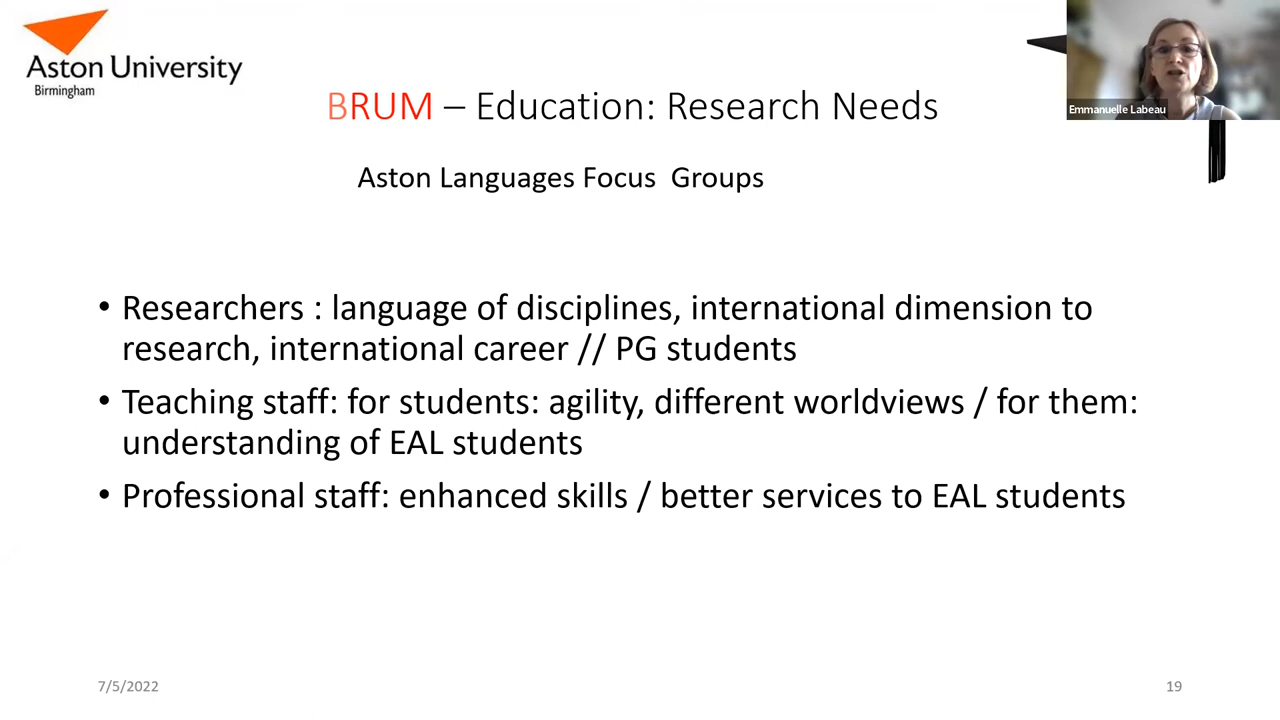 Aston University
Birmingham
Emmanuelle Labeau
BRUM – Education: Research Needs
Aston Languages Focus Groups
• Researchers : language of disciplines, international dimension to
research, international career // PG students
• Teaching staff: for students: agility, different worldviews / for them:
understanding of EAL students
• Professional staff: enhanced skills / better services to EAL students
7/5/2022
19